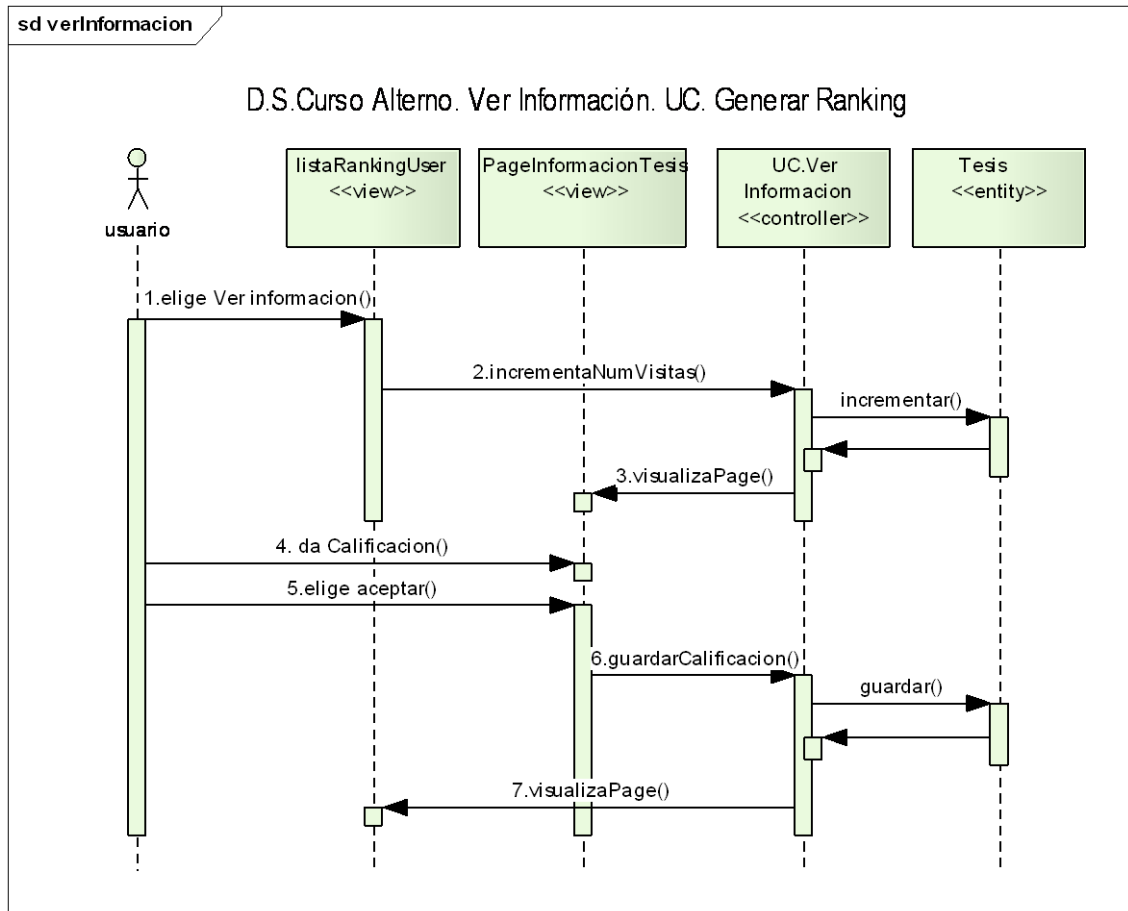 sd verInformacion
D.S.Curso Alterno. Ver Información. UC. Generar Ranking
usuario
listaRankingUser
<<view>>
PageInformacionTesis
<<view>>
UC.Ver
Informacion
<<controller>>
Tesis
<<entity>>
1.elige Ver informacion()
2.incrementaNumVisitas()
incrementar()
3.visualizaPage()
4. da Calificacion()
5.elige aceptar()
6.guardarCalificacion()
guardar()
7.visualizaPage()